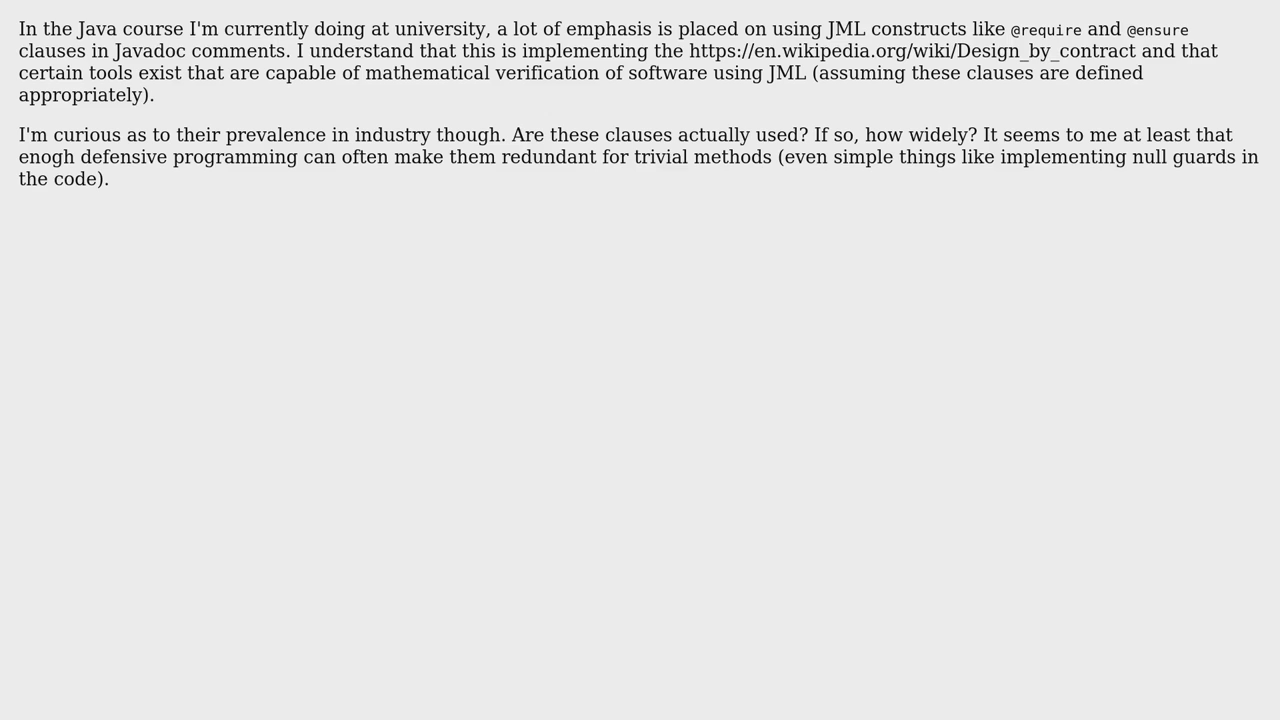 In the Java course I'm currently doing at university, a lot of emphasis is placed on using JML constructs like @require and @ensure
clauses in Javadoc comments. I understand that this is implementing the https://en.wikipedia.org/wiki/Design_by_contract and that
certain tools exist that are capable of mathematical verification of software using JML (assuming these clauses are defined
appropriately).
I'm curious as to their prevalence in industry though. Are these clauses actually used? If so, how widely? It seems to me at least that
enogh defensive programming can often make them redundant for trivial methods (even simple things like implementing null guards in
the code).